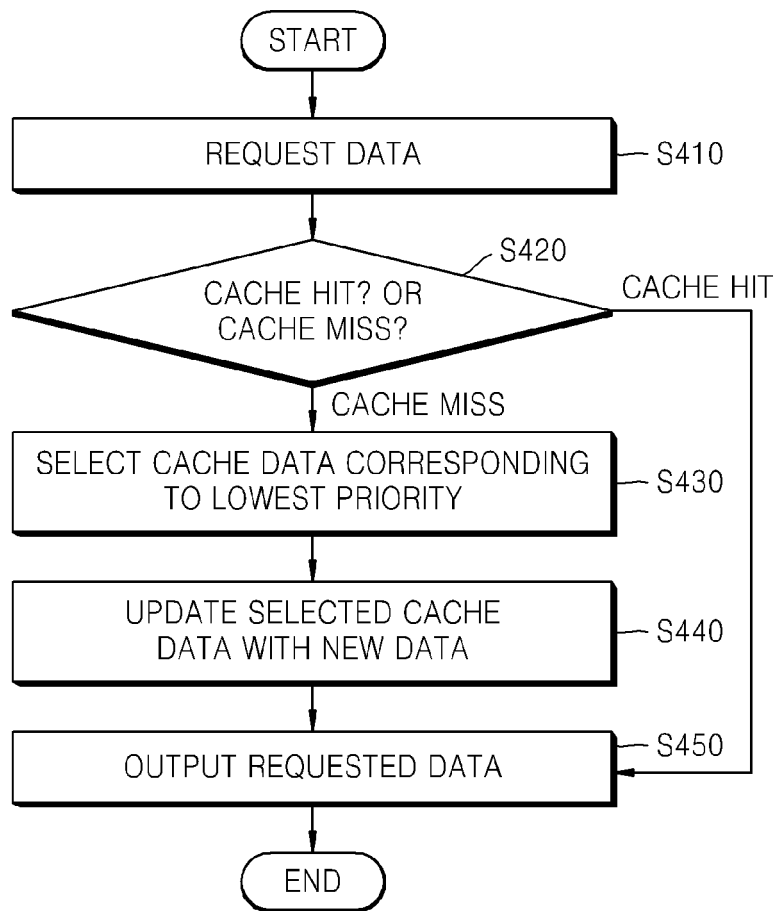 START
REQUEST DATA
S410
S420
CACHE HIT? OR
CACHE MISS?
CACHE HIT
CACHE MISS
SELECT CACHE DATA CORRESPONDING
TO LOWEST PRIORITY
S430
UPDATE SELECTED CACHE
DATA WITH NEW DATA
S440
OUTPUT REQUESTED DATA
S450
END